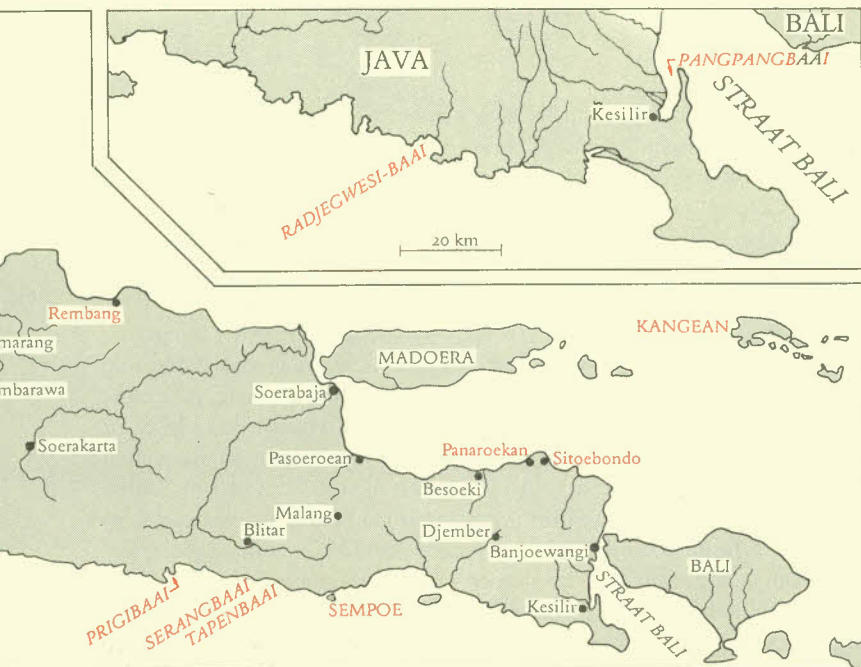 BALI
JAVA
PANGPANGBAAI
STRAAT BALI
Kesilir
RADJEGWESI-BAAI
20 km
Rembang
KANGEAN
marang
MADOERA
mbarawa
Soerabaja
Soerakarta
Pasoeroean
Panaroekan
Sitoebondo
Besoeki
Malang
Blitar
Djember
Banjoewangi
BALI
STRAAT BALI
PRIGIBAAI
SERANGBAAI
TAPENBAAI
SEMPOE
Kesilir